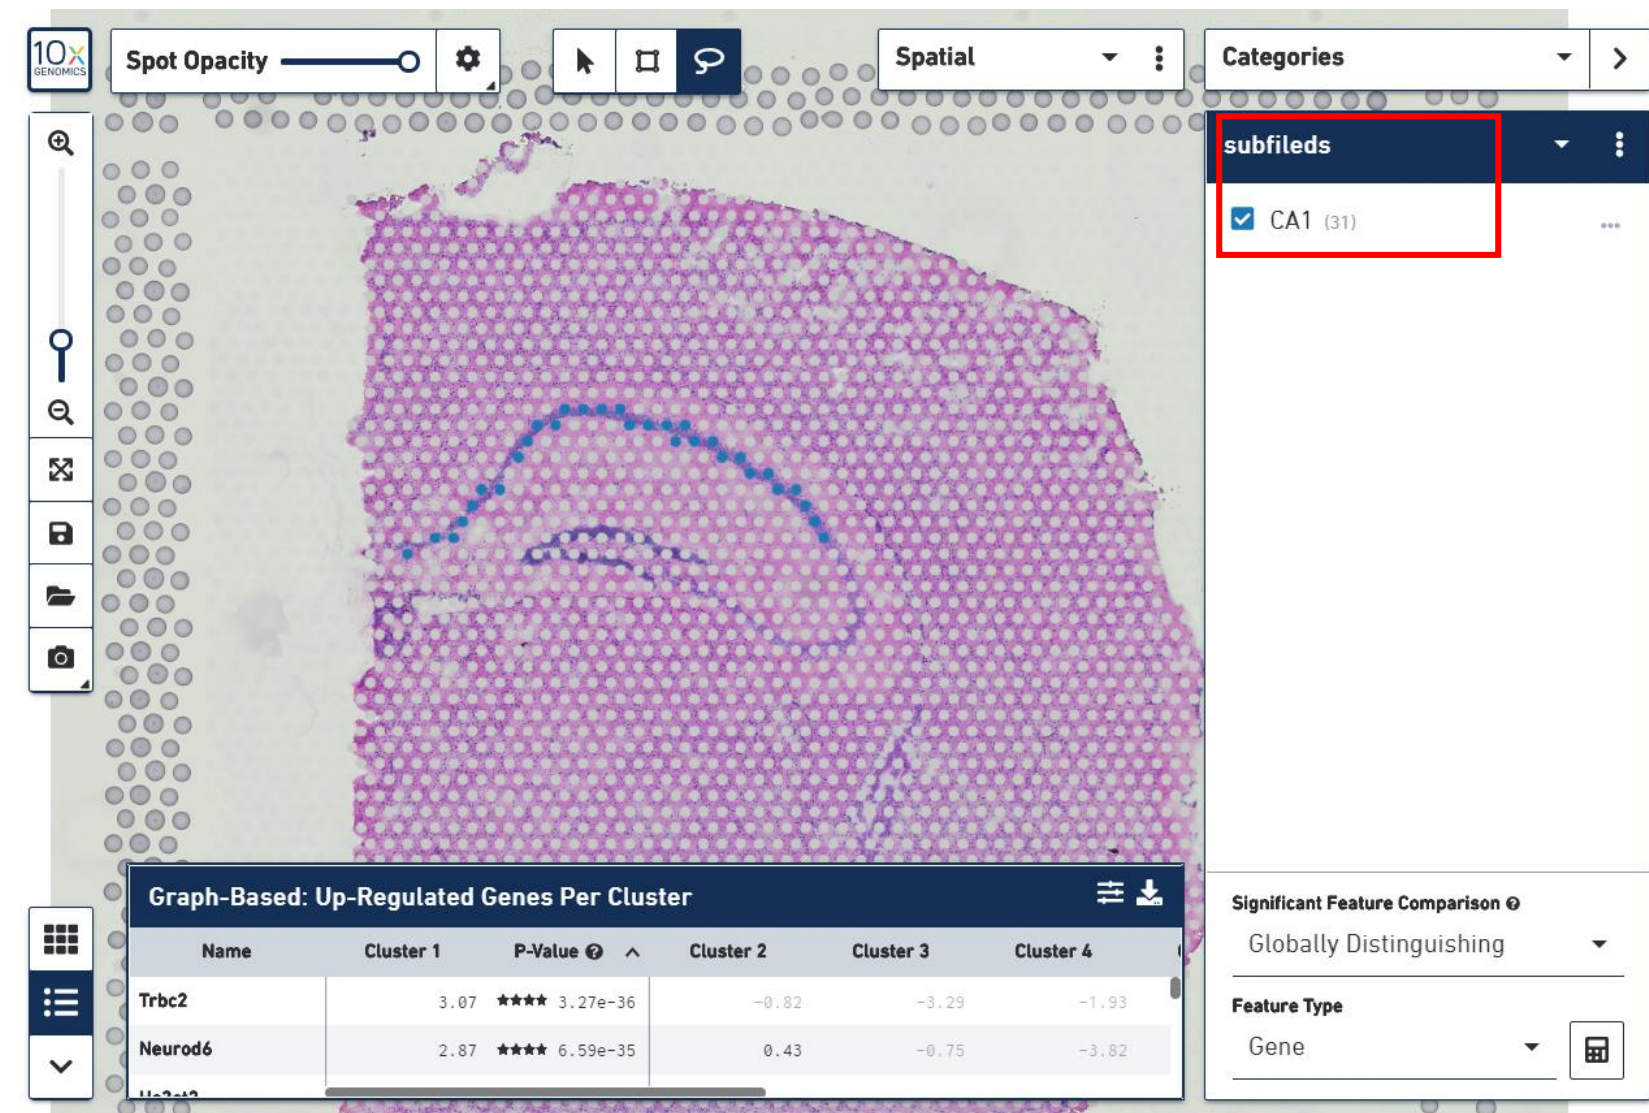 10x
GENOMICS
Spot Opacity
Spatial
Categories
subfileds
CA1 (31)
Graph-Based: Up-Regulated Genes Per Cluster
Name Cluster 1 P-Value Cluster 2 Cluster 3 Cluster 4
Trbc2 3.07 ★★★★ 3.27e-36 -0.82 -3.29 -1.93
Neurod6 2.87 ★★★★ 6.59e-35 0.43 -0.75 -3.82
Significant Feature Comparison
Globally Distinguishing
Feature Type
Gene